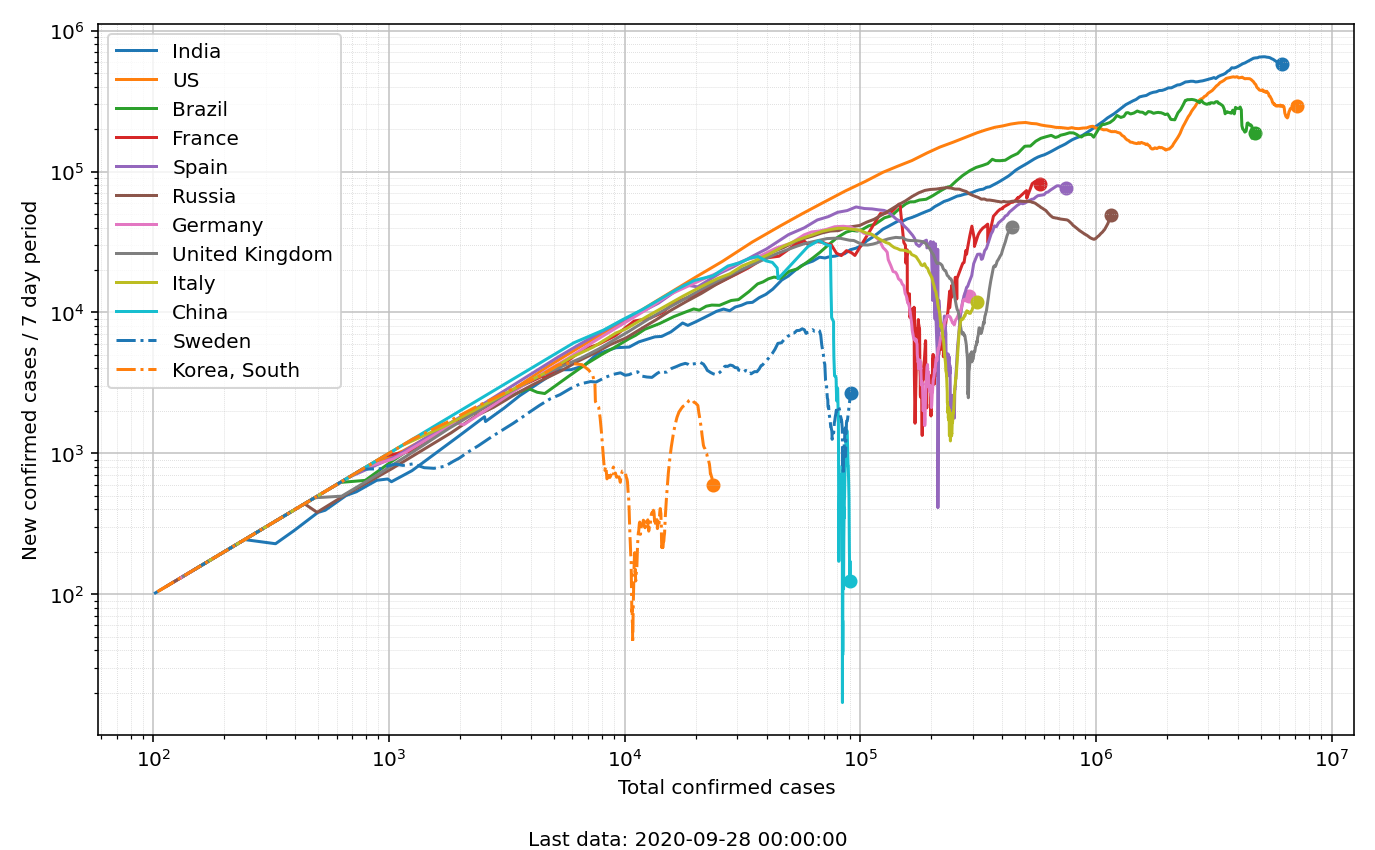 10⁶
10⁵
10⁴
10³
10²
New confirmed cases / 7 day period
India
US
Brazil
France
Spain
Russia
Germany
United Kingdom
Italy
China
Sweden
Korea, South
10² 10³ 10⁴ 10⁵ 10⁶ 10⁷
Total confirmed cases
Last data: 2020-09-28 00:00:00